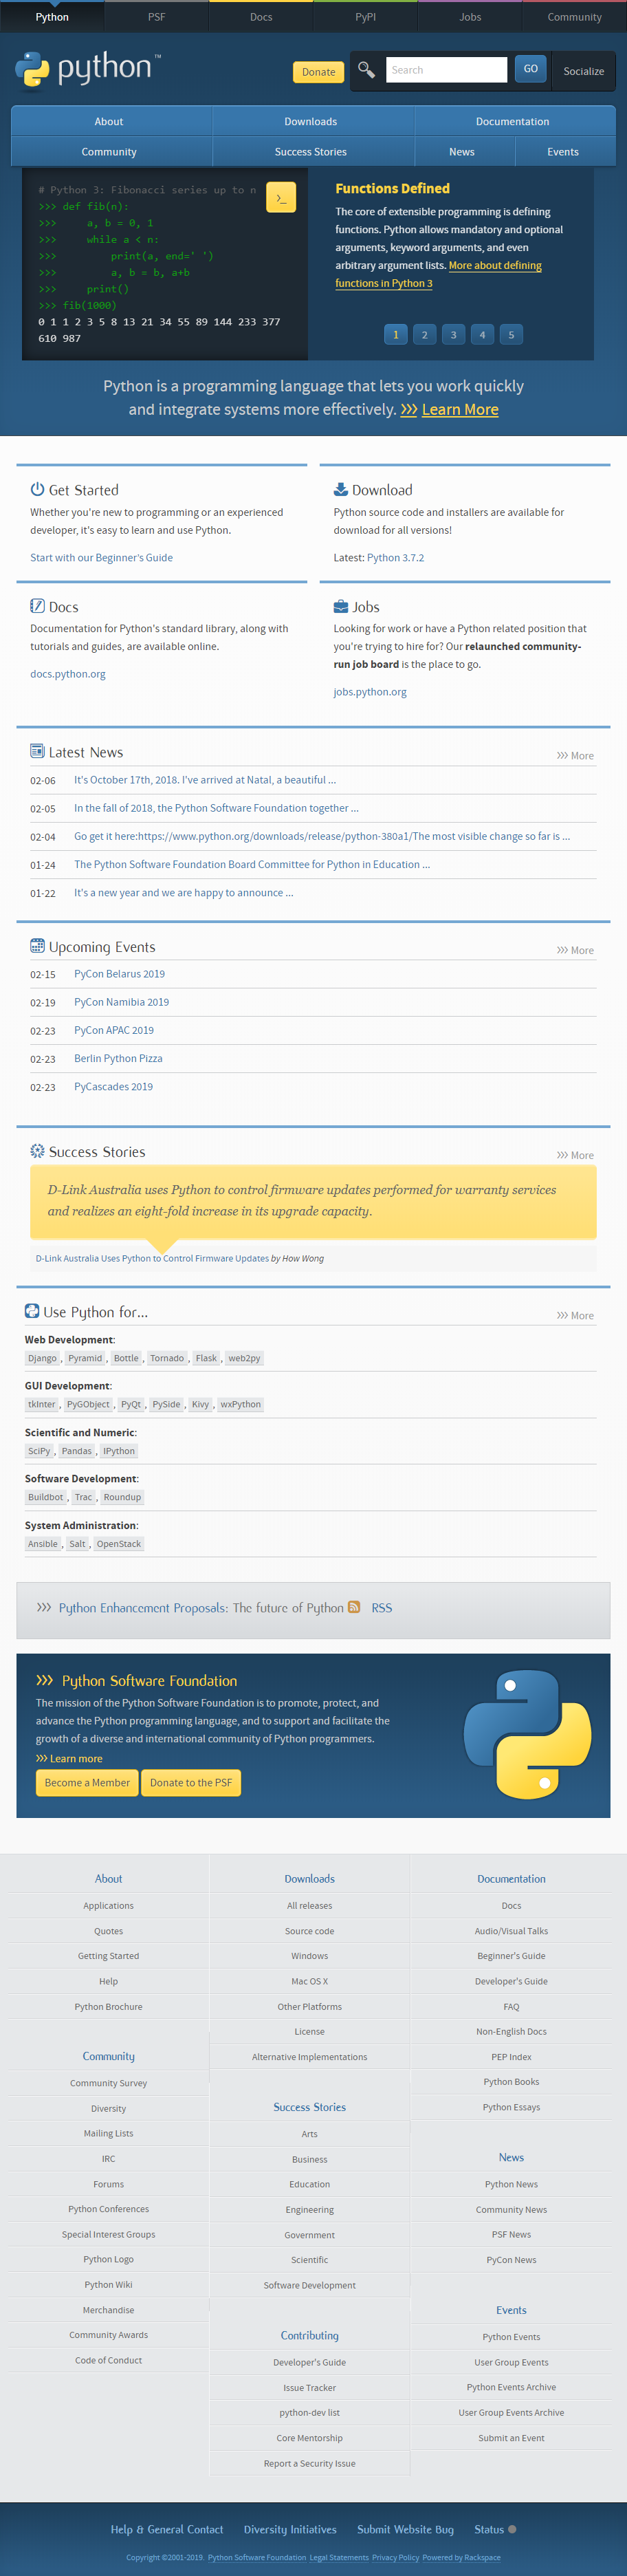 Python PSF Docs PyPI Jobs Community
python™ Donate Search GO Socialize
About Downloads Documentation
Community Success Stories News Events
# Python 3: Fibonacci series up to n
>>> def fib(n):
>>>     a, b = 0, 1
>>>     while a < n:
>>>         print(a, end=' ')
>>>         a, b = b, a+b
>>>     print()
>>> fib(1000)
0 1 1 2 3 5 8 13 21 34 55 89 144 233 377
610 987
>_
Functions Defined
The core of extensible programming is defining
functions. Python allows mandatory and optional
arguments, keyword arguments, and even
arbitrary argument lists. More about defining
functions in Python 3
1 2 3 4 5
Python is a programming language that lets you work quickly
and integrate systems more effectively. >>> Learn More
Get Started
Whether you're new to programming or an experienced
developer, it's easy to learn and use Python.
Start with our Beginner's Guide
Download
Python source code and installers are available for
download for all versions!
Latest: Python 3.7.2
Docs
Documentation for Python's standard library, along with
tutorials and guides, are available online.
docs.python.org
Jobs
Looking for work or have a Python related position that
you're trying to hire for? Our relaunched community-
run job board is the place to go.
jobs.python.org
Latest News >>> More
02-06 It's October 17th, 2018. I've arrived at Natal, a beautiful ...
02-05 In the fall of 2018, the Python Software Foundation together ...
02-04 Go get it here:https://www.python.org/downloads/release/python-380a1/The most visible change so far is ...
01-24 The Python Software Foundation Board Committee for Python in Education ...
01-22 It's a new year and we are happy to announce ...
Upcoming Events >>> More
02-15 PyCon Belarus 2019
02-19 PyCon Namibia 2019
02-23 PyCon APAC 2019
02-23 Berlin Python Pizza
02-23 PyCascades 2019
Success Stories >>> More
D-Link Australia uses Python to control firmware updates performed for warranty services
and realizes an eight-fold increase in its upgrade capacity.
D-Link Australia Uses Python to Control Firmware Updates by How Wong
Use Python for... >>> More
Web Development:
Django , Pyramid , Bottle , Tornado , Flask , web2py
GUI Development:
tkInter , PyGObject , PyQt , PySide , Kivy , wxPython
Scientific and Numeric:
SciPy , Pandas , IPython
Software Development:
Buildbot , Trac , Roundup
System Administration:
Ansible , Salt , OpenStack
>>> Python Enhancement Proposals: The future of Python RSS
>>> Python Software Foundation
The mission of the Python Software Foundation is to promote, protect, and
advance the Python programming language, and to support and facilitate the
growth of a diverse and international community of Python programmers.
>>> Learn more
Become a Member Donate to the PSF
About
Applications
Quotes
Getting Started
Help
Python Brochure
Community
Community Survey
Diversity
Mailing Lists
IRC
Forums
Python Conferences
Special Interest Groups
Python Logo
Python Wiki
Merchandise
Community Awards
Code of Conduct
Downloads
All releases
Source code
Windows
Mac OS X
Other Platforms
License
Alternative Implementations
Success Stories
Arts
Business
Education
Engineering
Government
Scientific
Software Development
Contributing
Developer's Guide
Issue Tracker
python-dev list
Core Mentorship
Report a Security Issue
Documentation
Docs
Audio/Visual Talks
Beginner's Guide
Developer's Guide
FAQ
Non-English Docs
PEP Index
Python Books
Python Essays
News
Python News
Community News
PSF News
PyCon News
Events
Python Events
User Group Events
Python Events Archive
User Group Events Archive
Submit an Event
Help & General Contact Diversity Initiatives Submit Website Bug Status
Copyright ©2001-2019. Python Software Foundation Legal Statements Privacy Policy Powered by Rackspace